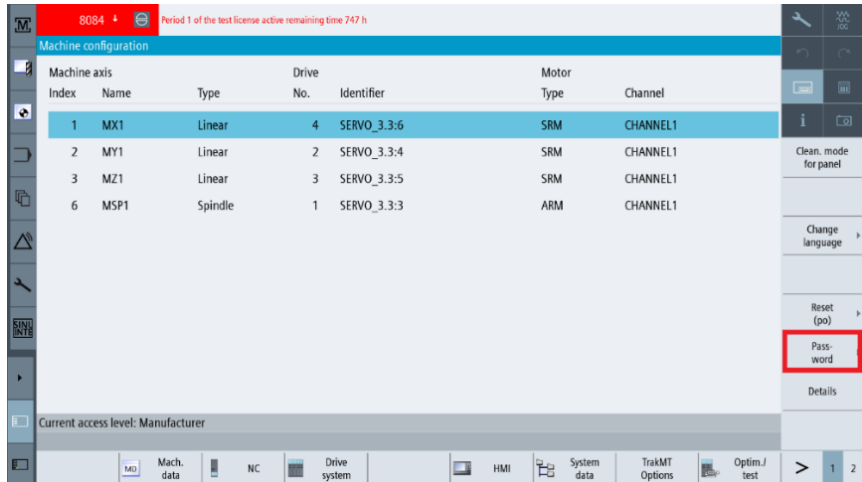 8084
Period 1 of the test license active remaining time 747 h
Machine configuration
Machine axis Drive Motor
Index Name Type No. Identifier Type Channel
1 MX1 Linear 4 SERVO_3.3:6 SRM CHANNEL1
2 MY1 Linear 2 SERVO_3.3:4 SRM CHANNEL1
3 MZ1 Linear 3 SERVO_3.3:5 SRM CHANNEL1
6 MSP1 Spindle 1 SERVO_3.3:3 ARM CHANNEL1
Current access level: Manufacturer
M
SINU
INTE
JOG
i
Clean. mode
for panel
Change
language
Reset
(po)
Pass-
word
Details
MD
Mach.
data
NC
Drive
system
HMI
System
data
TrakMT
Options
Optim./
test
> 1 2